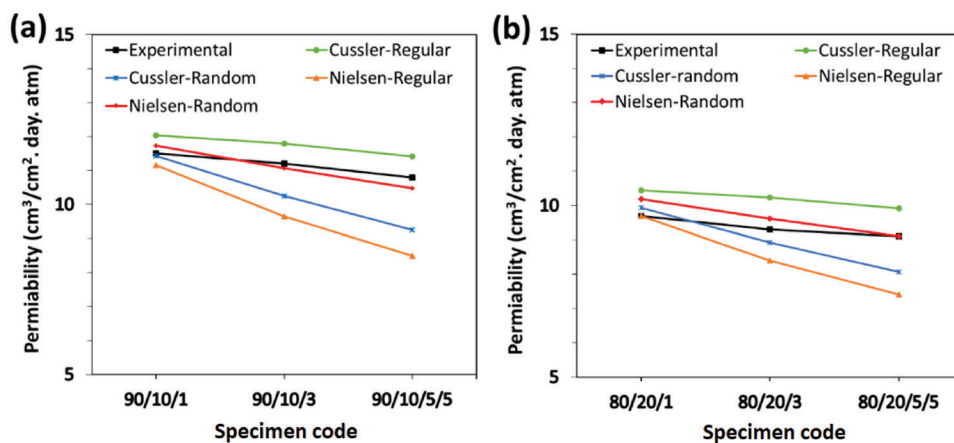 (a)
15
Experimental
Cussler-Regular
Cussler-Random
Nielsen-Regular
Nielsen-Random
10
5
Permiability (cm³/cm². day. atm)
90/10/1
90/10/3
90/10/5/5
Specimen code
(b)
15
Experimental
Cussler-Regular
Cussler-random
Nielsen-Regular
Nielsen-Random
10
5
Permiability (cm³/cm². day. atm)
80/20/1
80/20/3
80/20/5/5
Specimen code